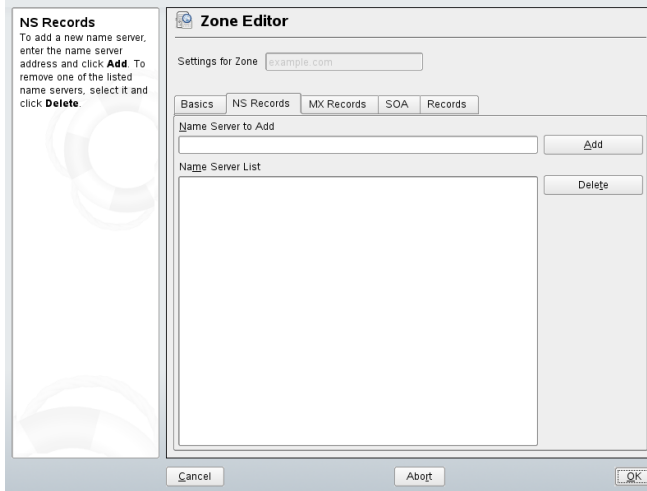 NS Records
To add a new name server,
enter the name server
address and click Add. To
remove one of the listed
name servers, select it and
click Delete.
Zone Editor
Settings for Zone example.com
Basics NS Records MX Records SOA Records
Name Server to Add
Add
Name Server List
Delete
Cancel Abort OK